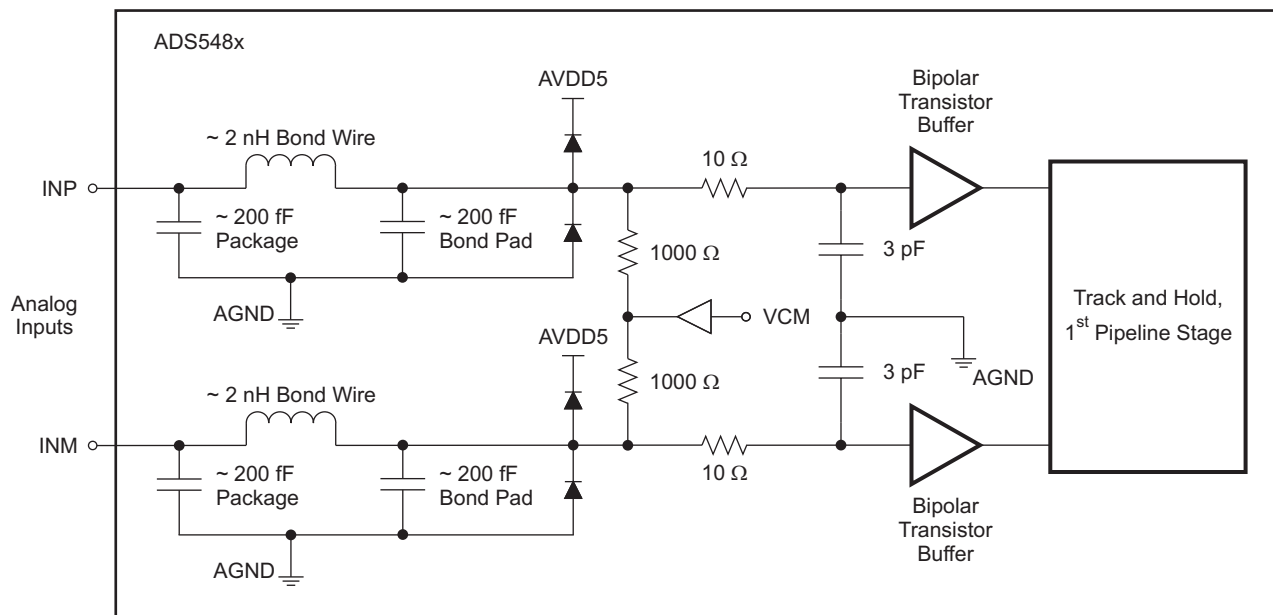 ADS548x
AVDD5
Bipolar
Transistor
Buffer
~ 2 nH Bond Wire
10 Ω
INP
~ 200 fF
Package
~ 200 fF
Bond Pad
1000 Ω
3 pF
Analog
Inputs
AGND
VCM
Track and Hold,
1st Pipeline Stage
AVDD5
AGND
~ 2 nH Bond Wire
1000 Ω
3 pF
INM
10 Ω
~ 200 fF
Package
~ 200 fF
Bond Pad
Bipolar
Transistor
Buffer
AGND